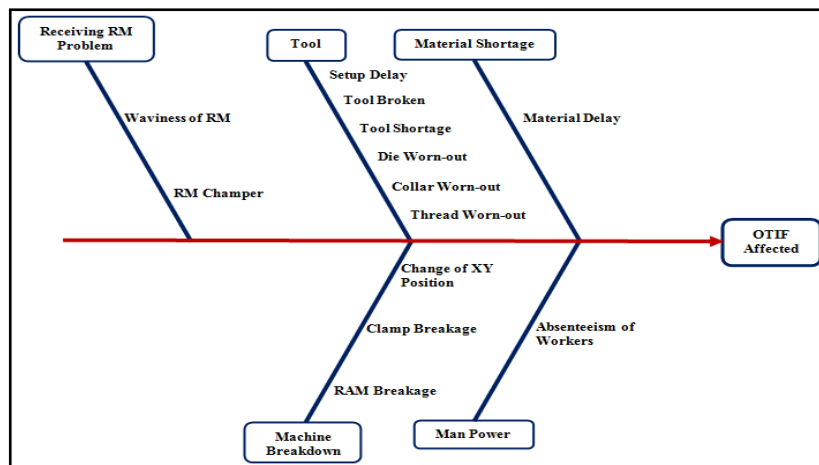 Receiving RM
Problem
Tool
Material Shortage
Setup Delay
Tool Broken
Waviness of RM
Material Delay
Tool Shortage
Die Worn-out
RM Champer
Collar Worn-out
Thread Worn-out
OTIF
Affected
Change of XY
Position
Clamp Breakage
Absenteeism of
Workers
RAM Breakage
Machine
Breakdown
Man Power